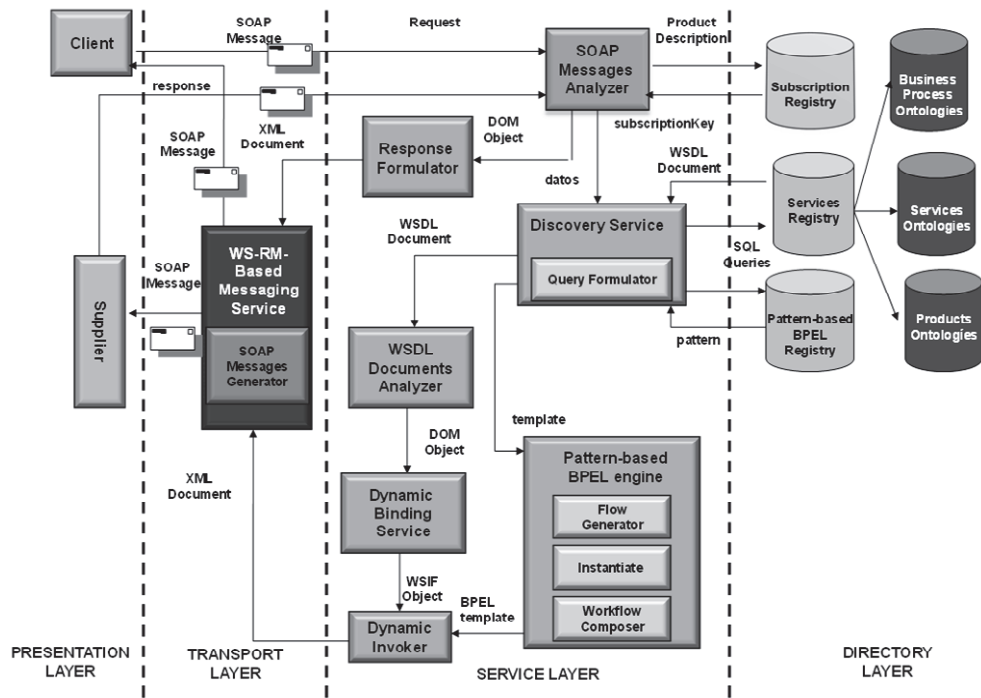 Client
SOAP
Message
Request
SOAP
Messages
Analyzer
Product
Description
Subscription
Registry
Business
Process
Ontologies
response
XML
Document
SOAP
Message
Response
Formulator
DOM
Object
datos
subscriptionKey
WSDL
Document
Services
Registry
Services
Ontologies
WSDL
Document
Discovery Service
Query Formulator
SQL
Queries
WS-RM-
Based
Messaging
Service
SOAP
Messages
Generator
SOAP
Message
Supplier
pattern
Pattern-based
BPEL
Registry
Products
Ontologies
WSDL
Documents
Analyzer
DOM
Object
template
Pattern-based
BPEL engine
Flow
Generator
Instantiate
Workflow
Composer
XML
Document
Dynamic
Binding
Service
WSIF
Object
BPEL
template
Dynamic
Invoker
PRESENTATION
LAYER
TRANSPORT
LAYER
SERVICE LAYER
DIRECTORY
LAYER